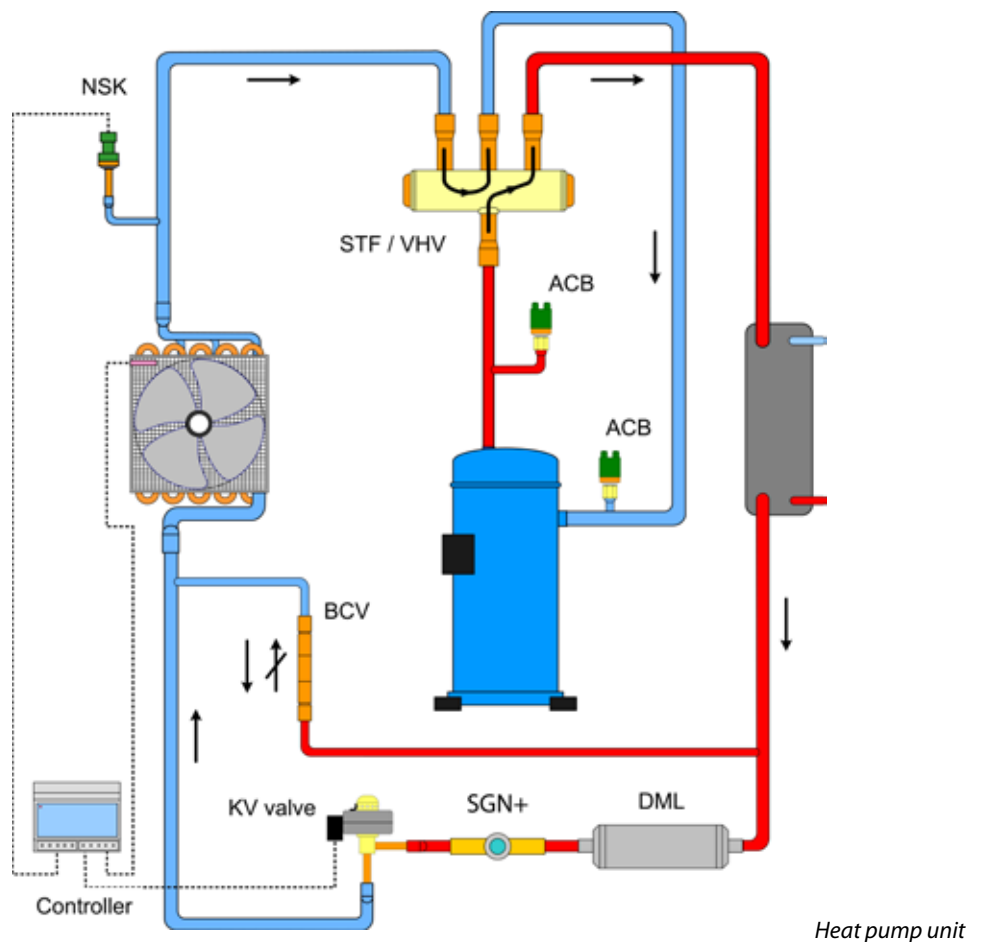 NSK
STF / VHV
ACB
ACB
BCV
KV valve
SGN+
DML
Controller
Heat pump unit